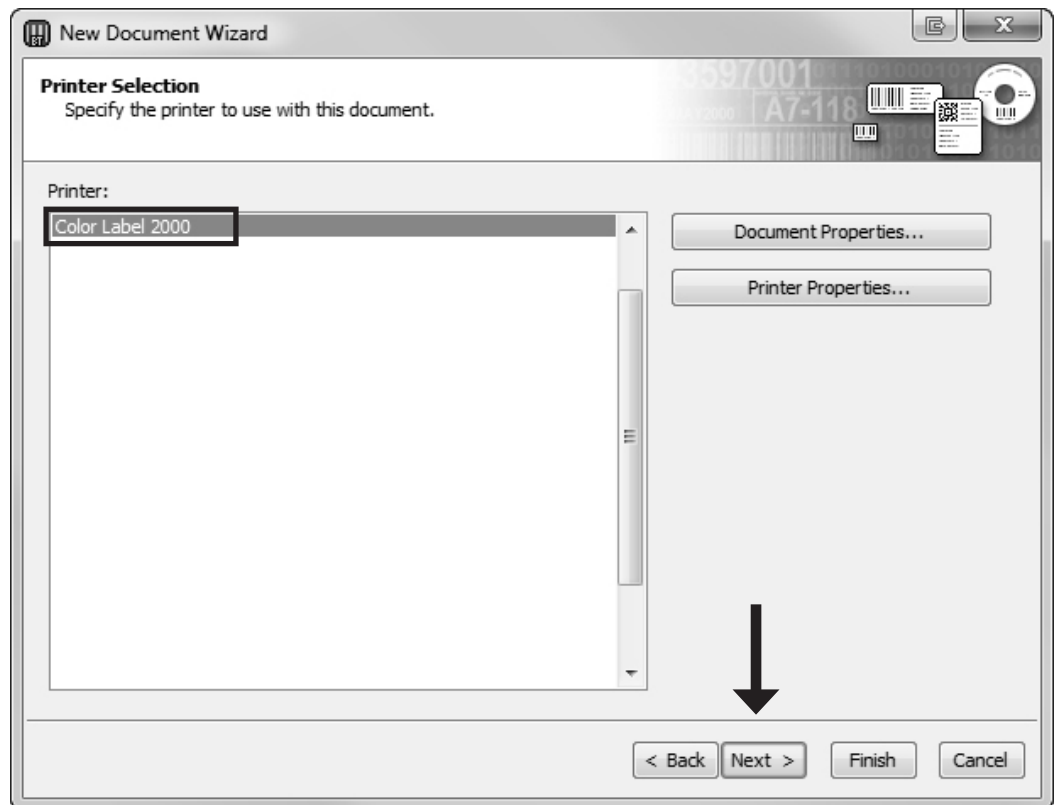 New Document Wizard
Printer Selection
Specify the printer to use with this document.
3597001
A7-118
Printer:
Color Label 2000
Document Properties...
Printer Properties...
< Back
Next >
Finish
Cancel